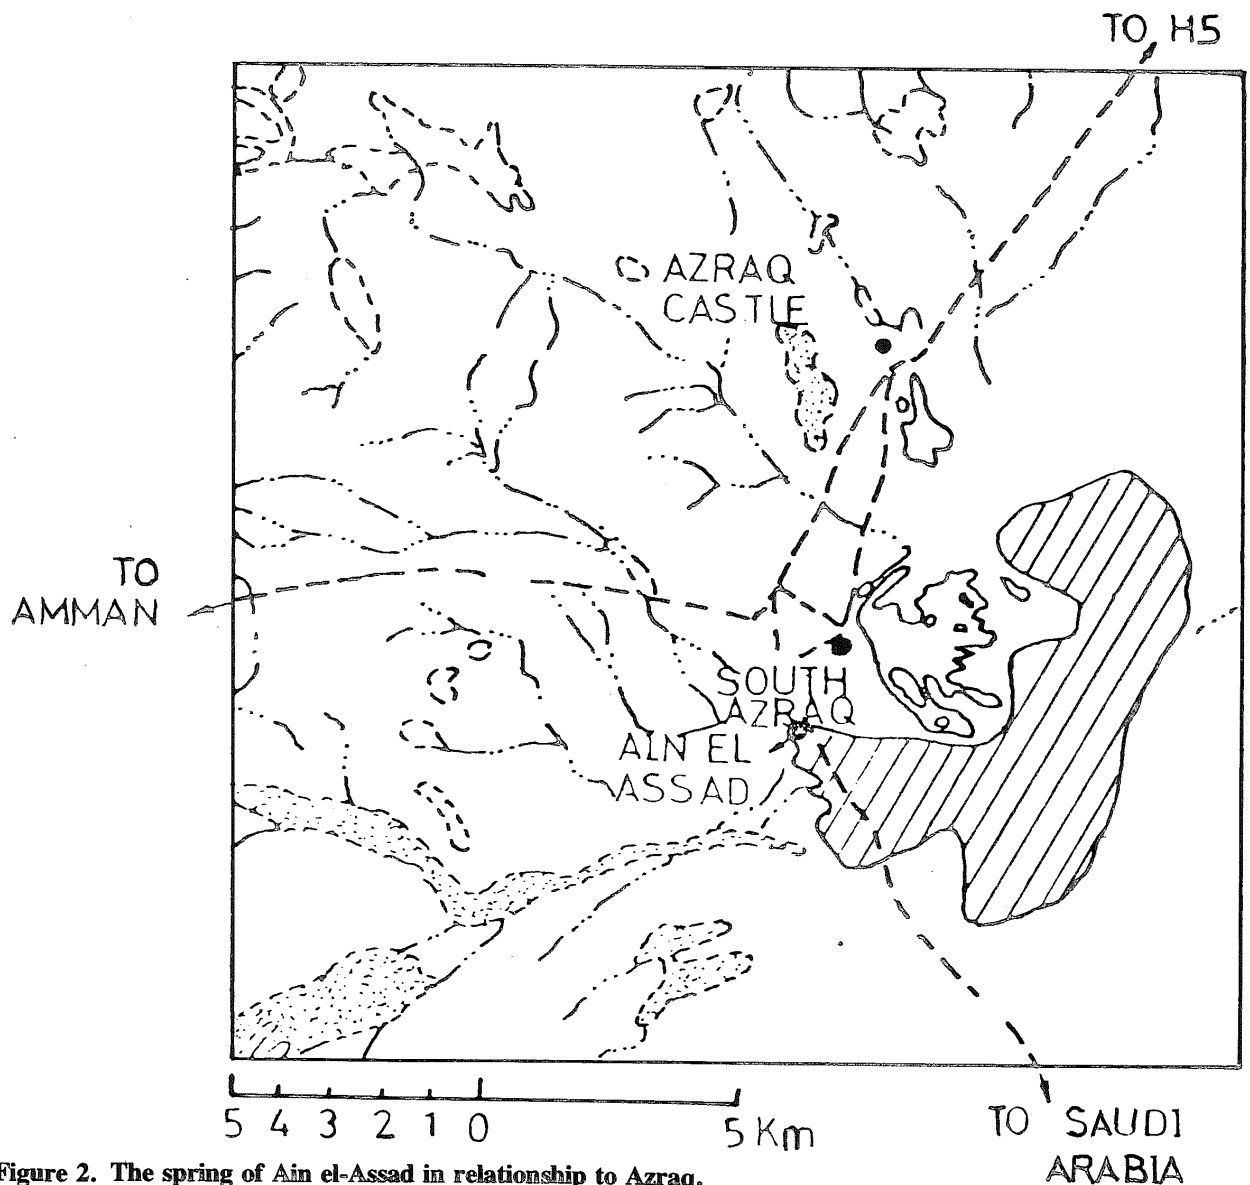 TO H5
AZRAQ
CASTLE
TO
AMMAN
SOUTH
AZRAQ
AIN EL
ASSAD
5 4 3 2 1 0 5 Km
TO SAUDI
ARABIA
Figure 2. The spring of Ain el-Assad in relationship to Azraq.